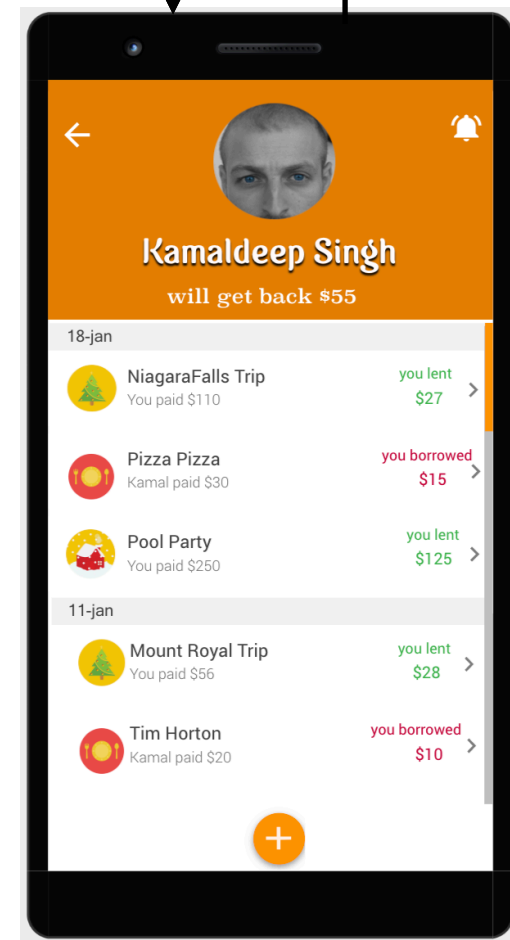 Kamaldeep Singh
will get back $55
18-jan
NiagaraFalls Trip
you lent
You paid $110
$27
Pizza Pizza
you borrowed
Kamal paid $30
$15
Pool Party
you lent
You paid $250
$125
11-jan
Mount Royal Trip
you lent
You paid $56
$28
Tim Horton
you borrowed
Kamal paid $20
$10